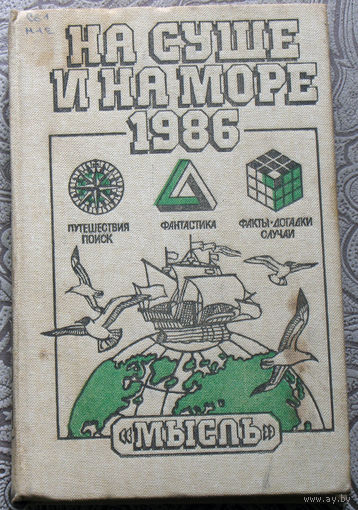 НА СУШЕ
И НА МОРЕ
1986
ПУТЕШЕСТВИЯ
ПОИСК
ФАНТАСТИКА
ФАКТЫ•ДОГАДКИ
СЛУЧАИ
«МЫСЛЬ»
www.ay.by